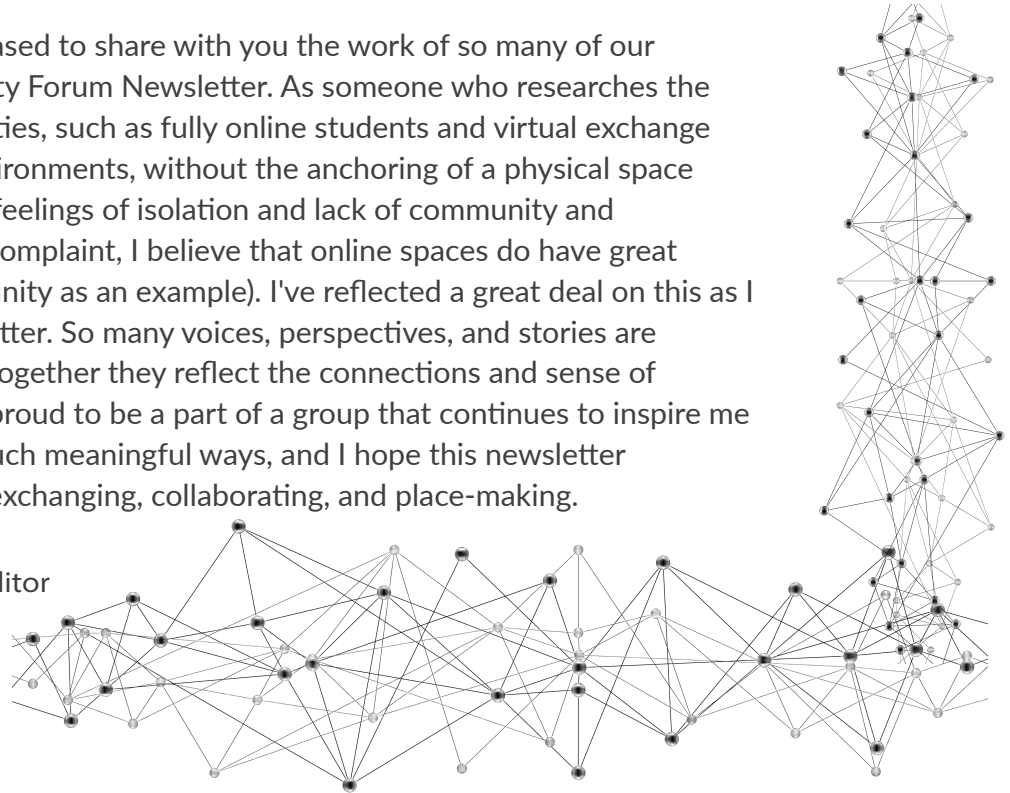 ased to share with you the work of so many of our
ty Forum Newsletter. As someone who researches the
ties, such as fully online students and virtual exchange
ironments, without the anchoring of a physical space
feelings of isolation and lack of community and
omplaint, I believe that online spaces do have great
nity as an example). I've reflected a great deal on this as I
tter. So many voices, perspectives, and stories are
ogether they reflect the connections and sense of
proud to be a part of a group that continues to inspire me
uch meaningful ways, and I hope this newsletter
exchanging, collaborating, and place-making.
ditor